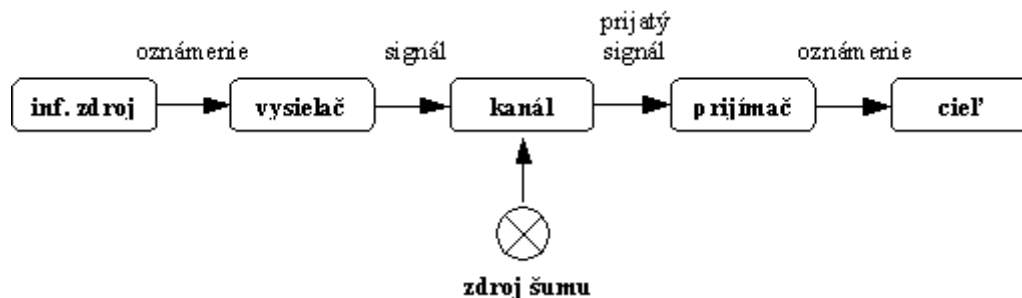 prijatý
oznámenie signál signál oznámenie
inf. zdroj vysielač kanál prijímač cieľ
zdroj šumu